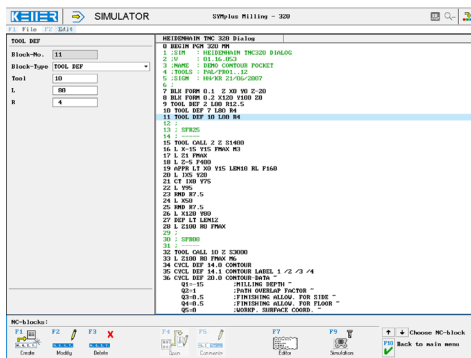 KELLER SIMULATOR SYMplus Milling - 320
F1 File F2 Edit
TOOL DEF
Block-No. 11
Block-Type TOOL DEF
Tool 10
L 80
R 4
HEIDENHAIN TNC 320 Dialog
0 BEGIN PGM 320 MM
1 ;SIM : HEIDENHAIN TNC320 DIALOG
2 ;V : 01.16.053
3 ;NAME : DEMO CONTOUR POCKET
4 ;TOOLS : PAL/PR01..12
5 ;SIGN : HH/KR 21/06/2007
6 ;
7 BLK FORM 0.1 Z X0 Y0 Z-20
8 BLK FORM 0.2 X120 Y100 Z0
9 TOOL DEF 2 L80 R12.5
10 TOOL DEF 7 L80 R4
11 TOOL DEF 10 L80 R4
12 ;
13 ; SFR25
14 ; -----
15 TOOL CALL 2 Z S1400
16 L X-15 Y15 FMAX M3
17 L Z1 FMAX
18 L Z-5 F400
19 APPR LT X0 Y15 LEN10 RL F160
20 L IX5 Y20
21 CT IX0 Y75
22 L Y95
23 RND R7.5
24 L X50
25 RND R7.5
26 L X120 Y80
27 DEP LT LEN12
28 L Z100 R0 FMAX
29 ;
30 ; SFB08
31 ; -----
32 TOOL CALL 10 Z S3000
33 L Z100 R0 FMAX M6
34 CYCL DEF 14.0 CONTOUR
35 CYCL DEF 14.1 CONTOUR LABEL 1 /2 /3 /4
36 CYCL DEF 20.0 CONTOUR-DATA ~
Q1=-15 ;MILLING DEPTH ~
Q2=1 ;PATH OVERLAP FACTOR ~
Q3=0.5 ;FINISHING ALLOW. FOR SIDE ~
Q4=0.5 ;FINISHING ALLOW. FOR FLOOR ~
Q5=0 ;WORKP. SURFACE COORD. ~
NC-blocks:
F1 Create
F2 Modify
F3 Delete
F4 Open
F5 Comment
F7 Editor
F9 Simulation
Choose NC-block
F10 Back to main menu